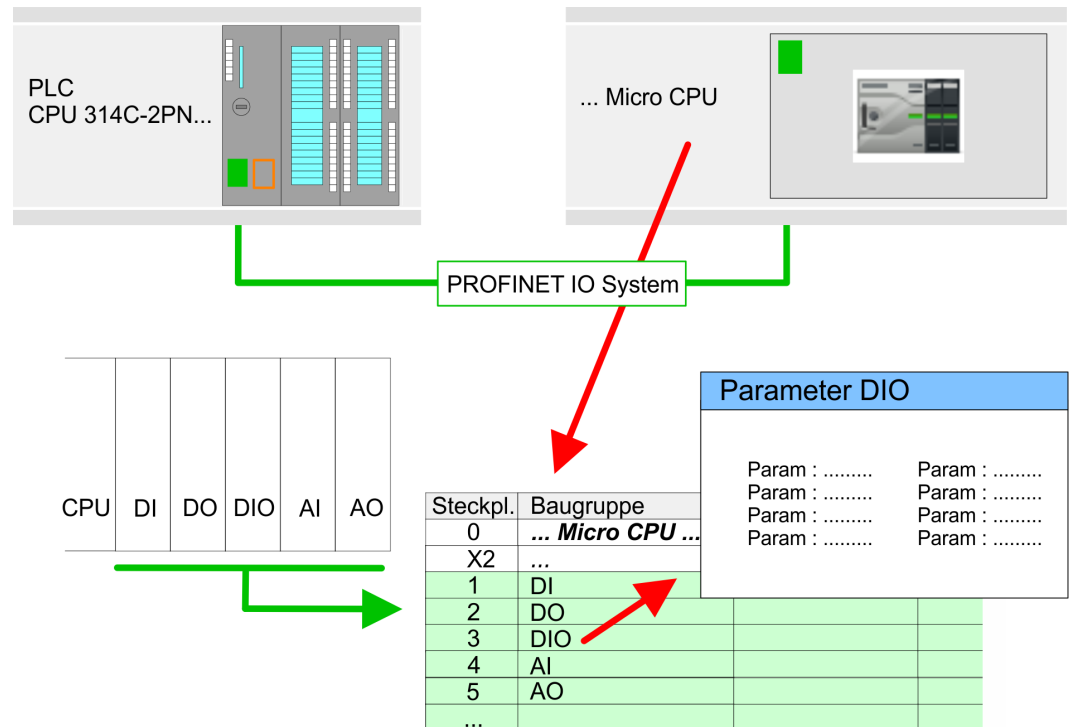 PLC
CPU 314C-2PN...
... Micro CPU
PROFINET IO System
CPU DI DO DIO AI AO
Parameter DIO
Param : ......... Param : .........
Param : ......... Param : .........
Param : ......... Param : .........
Param : ......... Param : .........
Steckpl. Baugruppe
0 ... Micro CPU ...
X2 ...
1 DI
2 DO
3 DIO
4 AI
5 AO
...